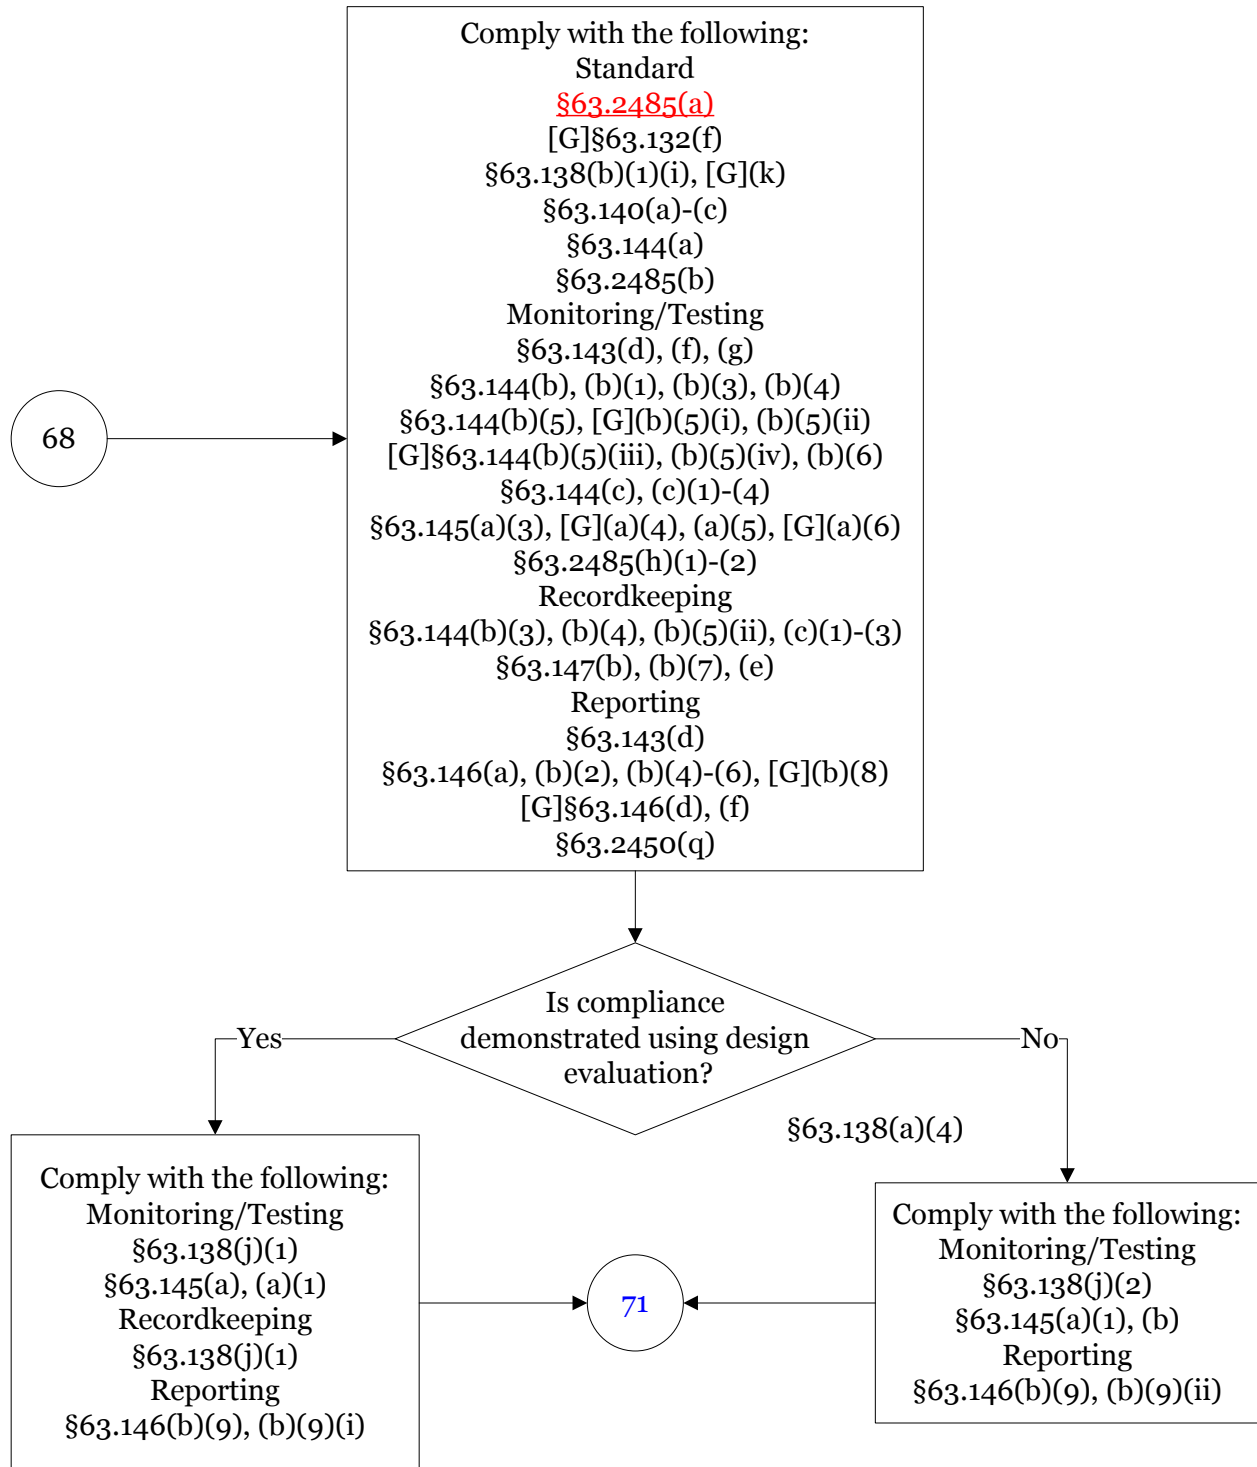 Comply with the following:
Standard
§63.2485(a)
[G]§63.132(f)
§63.138(b)(1)(i), [G](k)
§63.140(a)-(c)
§63.144(a)
§63.2485(b)
Monitoring/Testing
§63.143(d), (f), (g)
§63.144(b), (b)(1), (b)(3), (b)(4)
§63.144(b)(5), [G](b)(5)(i), (b)(5)(ii)
[G]§63.144(b)(5)(iii), (b)(5)(iv), (b)(6)
§63.144(c), (c)(1)-(4)
§63.145(a)(3), [G](a)(4), (a)(5), [G](a)(6)
§63.2485(h)(1)-(2)
Recordkeeping
§63.144(b)(3), (b)(4), (b)(5)(ii), (c)(1)-(3)
§63.147(b), (b)(7), (e)
Reporting
§63.143(d)
§63.146(a), (b)(2), (b)(4)-(6), [G](b)(8)
[G]§63.146(d), (f)
§63.2450(q)
68
Is compliance
demonstrated using design
evaluation?
Yes
No
§63.138(a)(4)
Comply with the following:
Monitoring/Testing
§63.138(j)(1)
§63.145(a), (a)(1)
Recordkeeping
§63.138(j)(1)
Reporting
§63.146(b)(9), (b)(9)(i)
71
Comply with the following:
Monitoring/Testing
§63.138(j)(2)
§63.145(a)(1), (b)
Reporting
§63.146(b)(9), (b)(9)(ii)